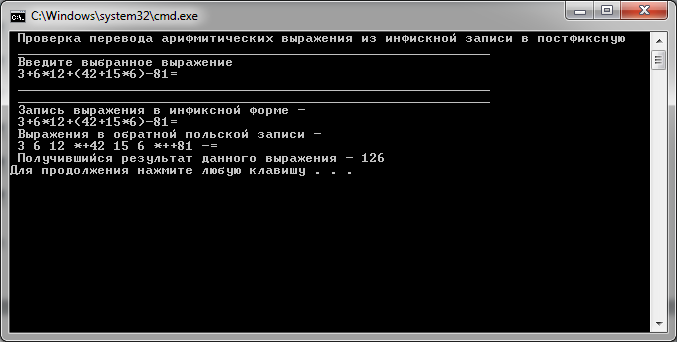 C:\Windows\system32\cmd.exe
Проверка перевода арифмитических выражения из инфискной записи в постфиксную
Введите выбранное выражение
3+6*12+(42+15*6)-81=
Запись выражения в инфиксной форме -
3+6*12+(42+15*6)-81=
Выражения в обратной польской записи -
3 6 12 *+42 15 6 *++81 -=
Получившийся результат данного выражения - 126
Для продолжения нажмите любую клавишу . . .